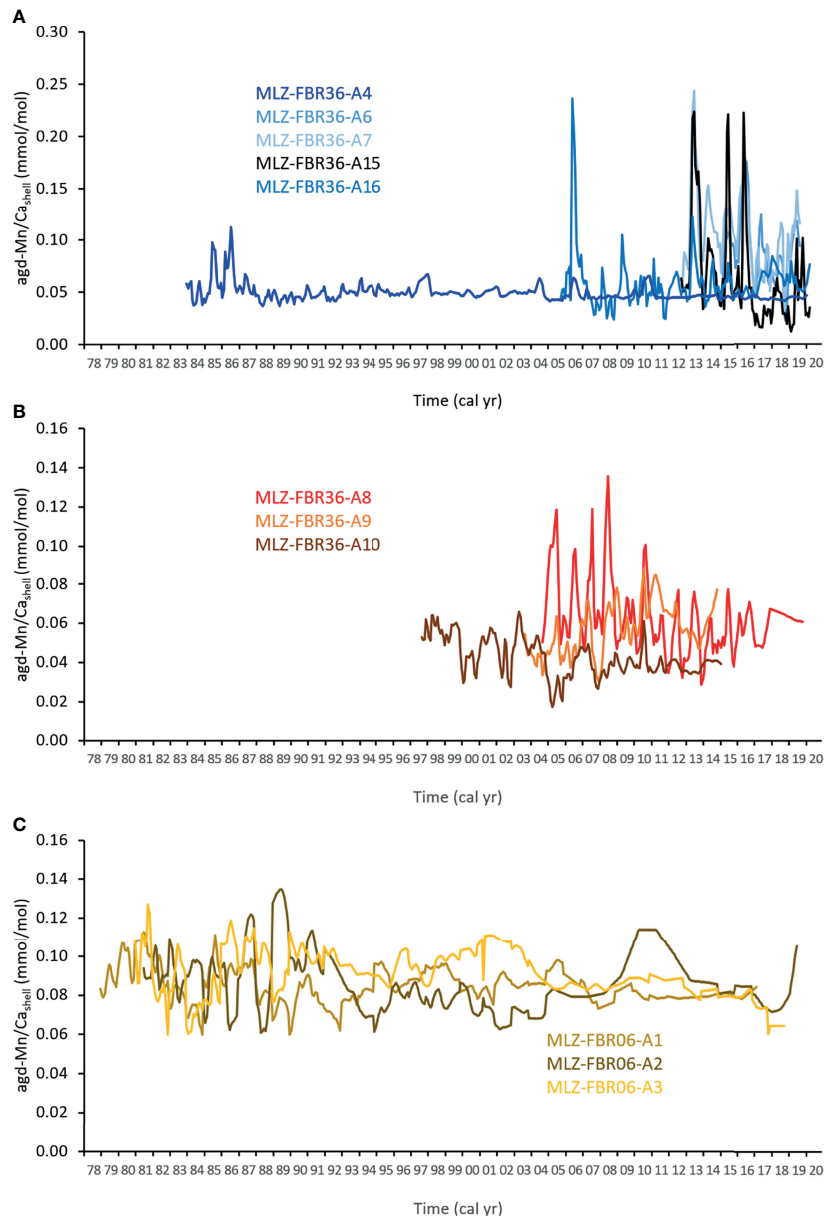 A
0.30
0.25
0.20
0.15
0.10
0.05
0.00
agd-Mn/Ca shell (mmol/mol)
MLZ-FBR36-A4
MLZ-FBR36-A6
MLZ-FBR36-A7
MLZ-FBR36-A15
MLZ-FBR36-A16
78 79 80 81 82 83 84 85 86 87 88 89 90 91 92 93 94 95 96 97 98 99 00 01 02 03 04 05 06 07 08 09 10 11 12 13 14 15 16 17 18 19 20
Time (cal yr)
B
0.16
0.14
0.12
0.10
0.08
0.06
0.04
0.02
0.00
agd-Mn/Ca shell (mmol/mol)
MLZ-FBR36-A8
MLZ-FBR36-A9
MLZ-FBR36-A10
78 79 80 81 82 83 84 85 86 87 88 89 90 91 92 93 94 95 96 97 98 99 00 01 02 03 04 05 06 07 08 09 10 11 12 13 14 15 16 17 18 19 20
Time (cal yr)
C
0.16
0.14
0.12
0.10
0.08
0.06
0.04
0.02
0.00
agd-Mn/Ca shell (mmol/mol)
MLZ-FBR06-A1
MLZ-FBR06-A2
MLZ-FBR06-A3
78 79 80 81 82 83 84 85 86 87 88 89 90 91 92 93 94 95 96 97 98 99 00 01 02 03 04 05 06 07 08 09 10 11 12 13 14 15 16 17 18 19 20
Time (cal yr)